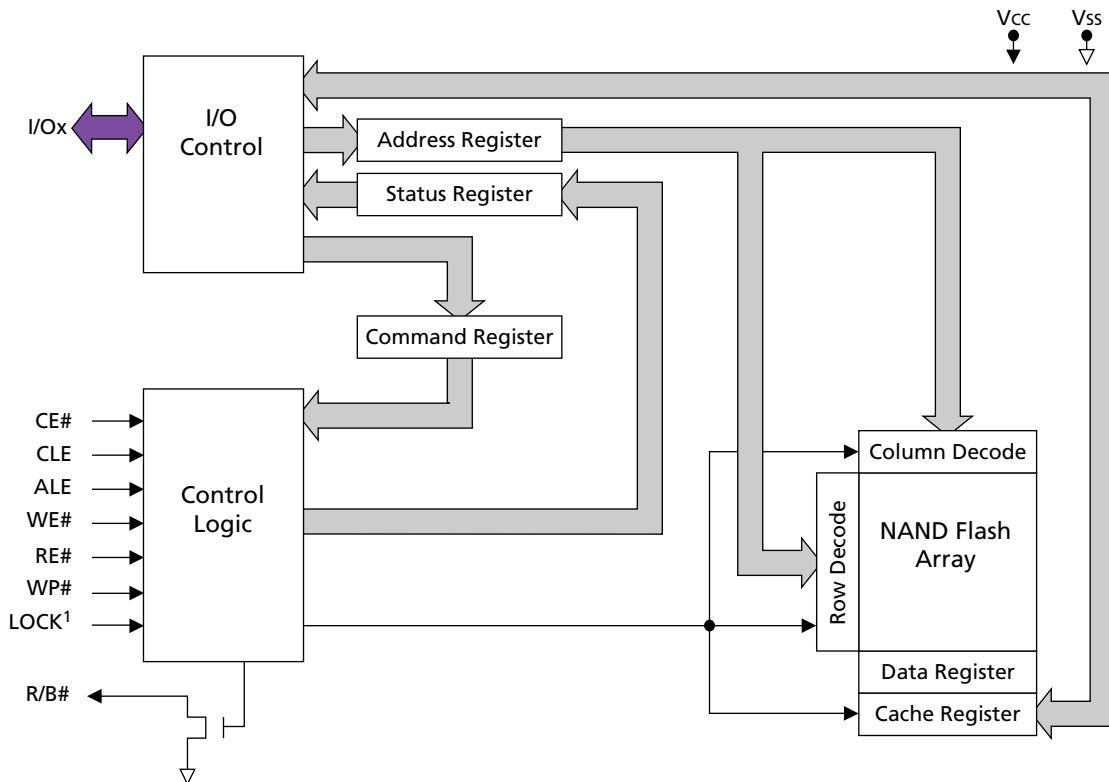 Vcc
Vss
I/Ox
I/O
Control
Address Register
Status Register
Command Register
CE#
CLE
ALE
WE#
RE#
WP#
LOCK¹
R/B#
Control
Logic
Column Decode
Row Decode
NAND Flash
Array
Data Register
Cache Register